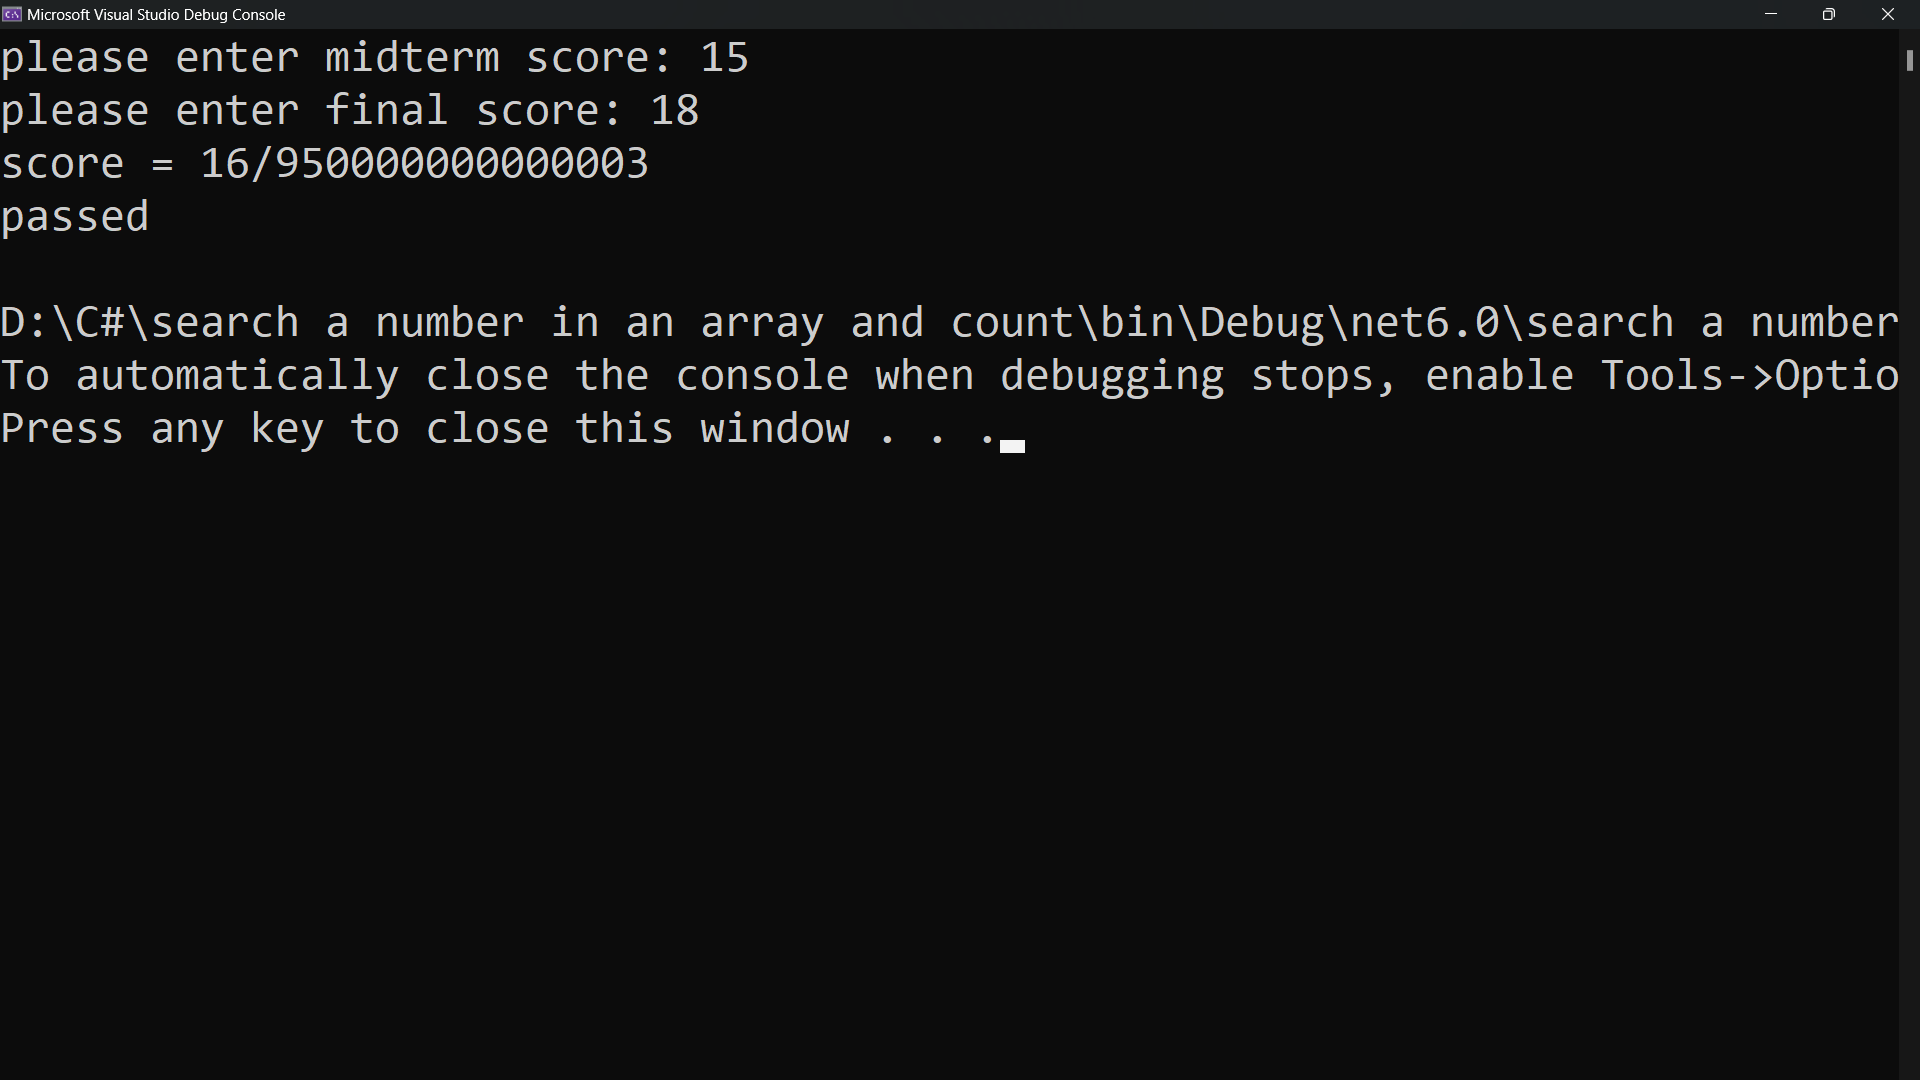 Microsoft Visual Studio Debug Console
please enter midterm score: 15
please enter final score: 18
score = 16/950000000000003
passed
D:\C#\search a number in an array and count\bin\Debug\net6.0\search a number
To automatically close the console when debugging stops, enable Tools->Optio
Press any key to close this window . . .